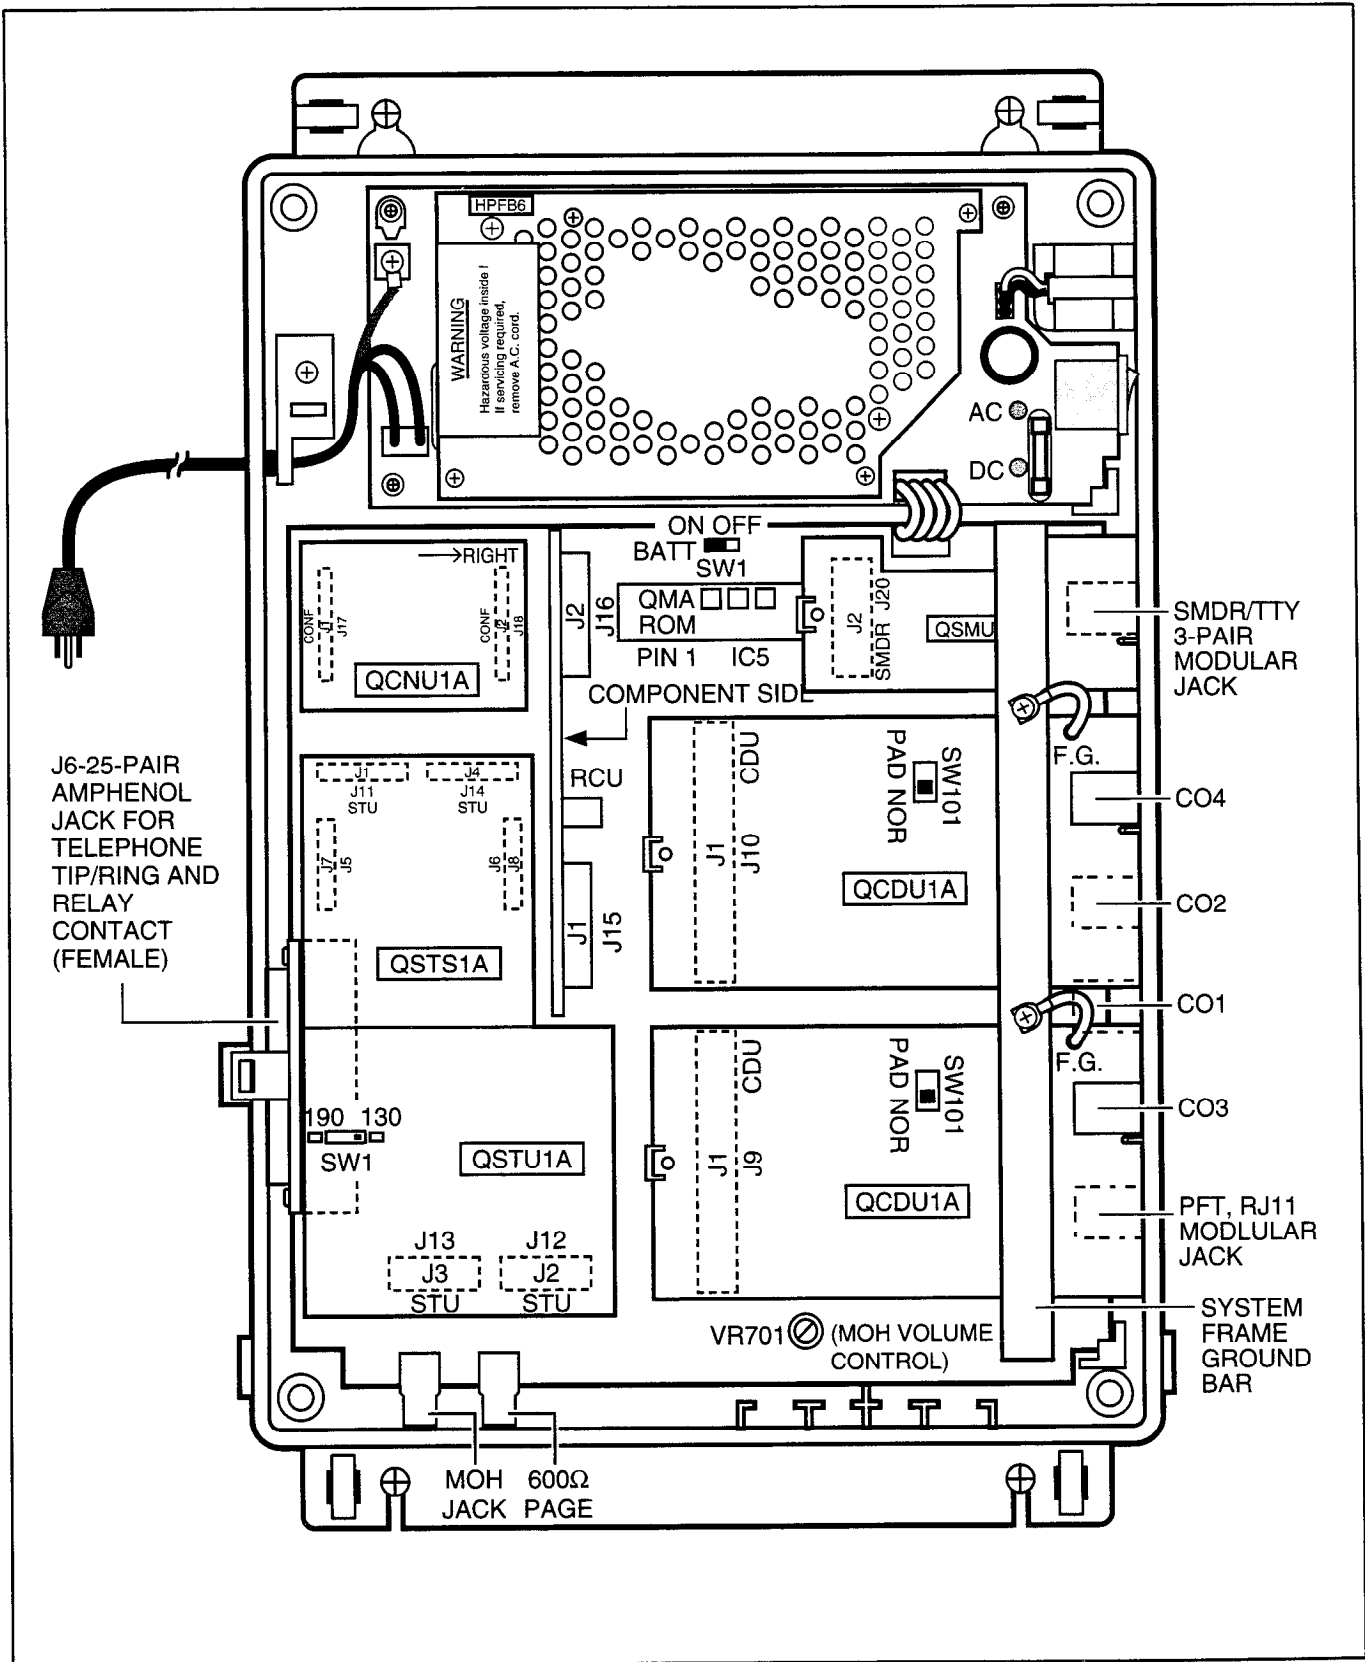 HPFB6
WARNING
Hazardous voltage inside !
If servicing required,
remove A.C. cord.
AC
DC
ON OFF
BATT
SW1
RIGHT
CONF
J1
J17
CONF
J2
J18
QCNU1A
J2
J16
QMA
ROM
PIN 1 IC5
J2
SMDR J20
QSMU
SMDR/TTY
3-PAIR
MODULAR
JACK
COMPONENT SIDE
F.G.
J6-25-PAIR
AMPHENOL
JACK FOR
TELEPHONE
TIP/RING AND
RELAY
CONTACT
(FEMALE)
J1
J11
STU
J4
J14
STU
J7
J5
J6
J8
QSTS1A
RCU
J1
J15
CDU
J1
J10
PAD NOR
SW101
QCDU1A
CO4
CO2
CO1
F.G.
CO3
190 130
SW1
QSTU1A
J13
J3
STU
J12
J2
STU
CDU
J1
J9
PAD NOR
SW101
QCDU1A
PFT, RJ11
MODLULAR
JACK
SYSTEM
FRAME
GROUND
BAR
VR701 (MOH VOLUME
CONTROL)
MOH
JACK
600Ω
PAGE